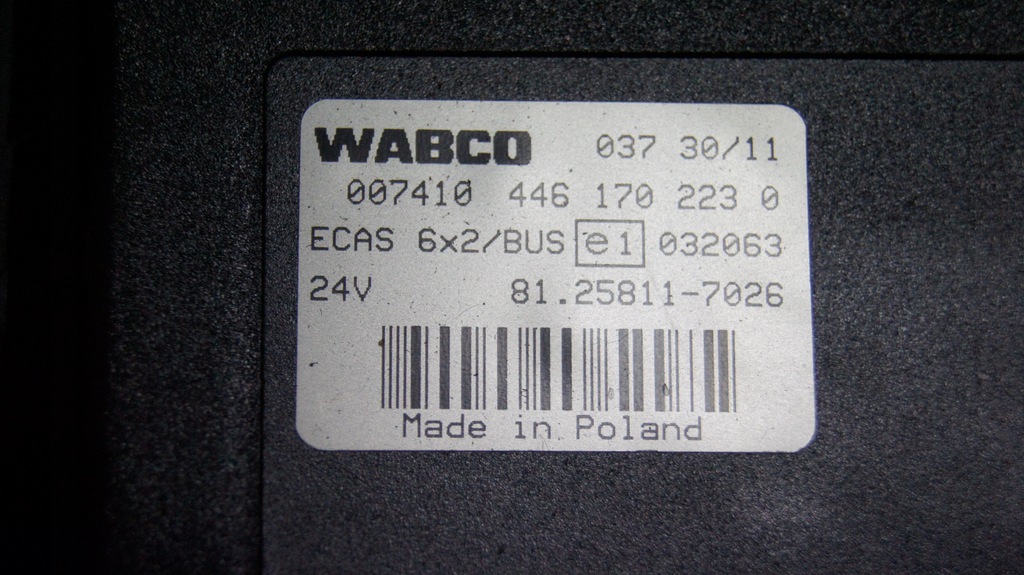 WABCO 037 30/11
007410 446 170 223 0
ECAS 6x2/BUS e1 032063
24V 81.25811-7026
Made in Poland